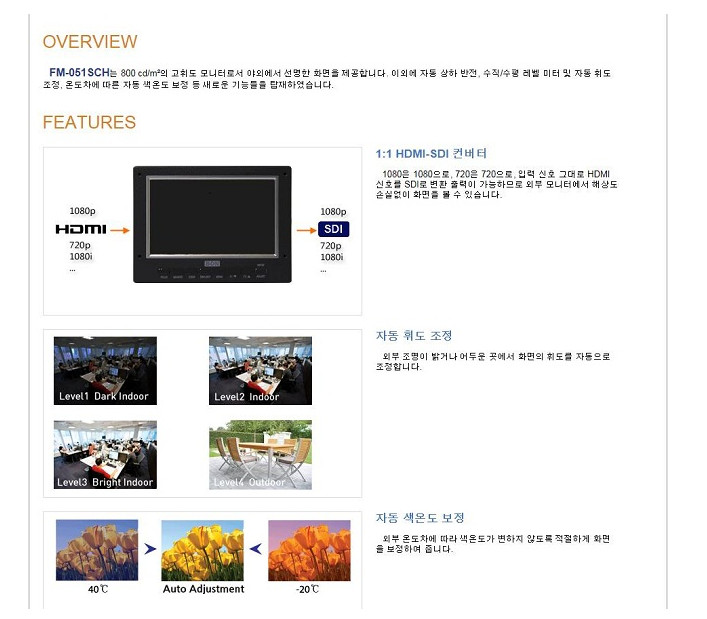 OVERVIEW
FM-051SCH는 800 cd/m²의 고휘도 모니터로서 야외에서 선명한 화면을 제공합니다. 이외에 자동 상하 반전, 수직/수평 레벨 미터 및 자동 휘도
조정, 온도차에 따른 자동 색온도 보정 등 새로운 기능들을 탑재하였습니다.
FEATURES
1080p
HDMI
720p
1080i
...
1080p
SDI
720p
1080i
...
1:1 HDMI-SDI 컨버터
1080은 1080으로, 720은 720으로, 입력 신호 그대로 HDMI
신호를 SDI로 변환 출력이 가능하므로 외부 모니터에서 해상도
손실없이 화면을 볼 수 있습니다.
Level1 Dark Indoor
Level2 Indoor
Level3 Bright Indoor
Level4 Outdoor
자동 휘도 조정
외부 조명이 밝거나 어두운 곳에서 화면의 휘도를 자동으로
조정합니다.
40℃
Auto Adjustment
-20℃
자동 색온도 보정
외부 온도차에 따라 색온도가 변하지 않도록 적절하게 화면
을 보정하여 줍니다.